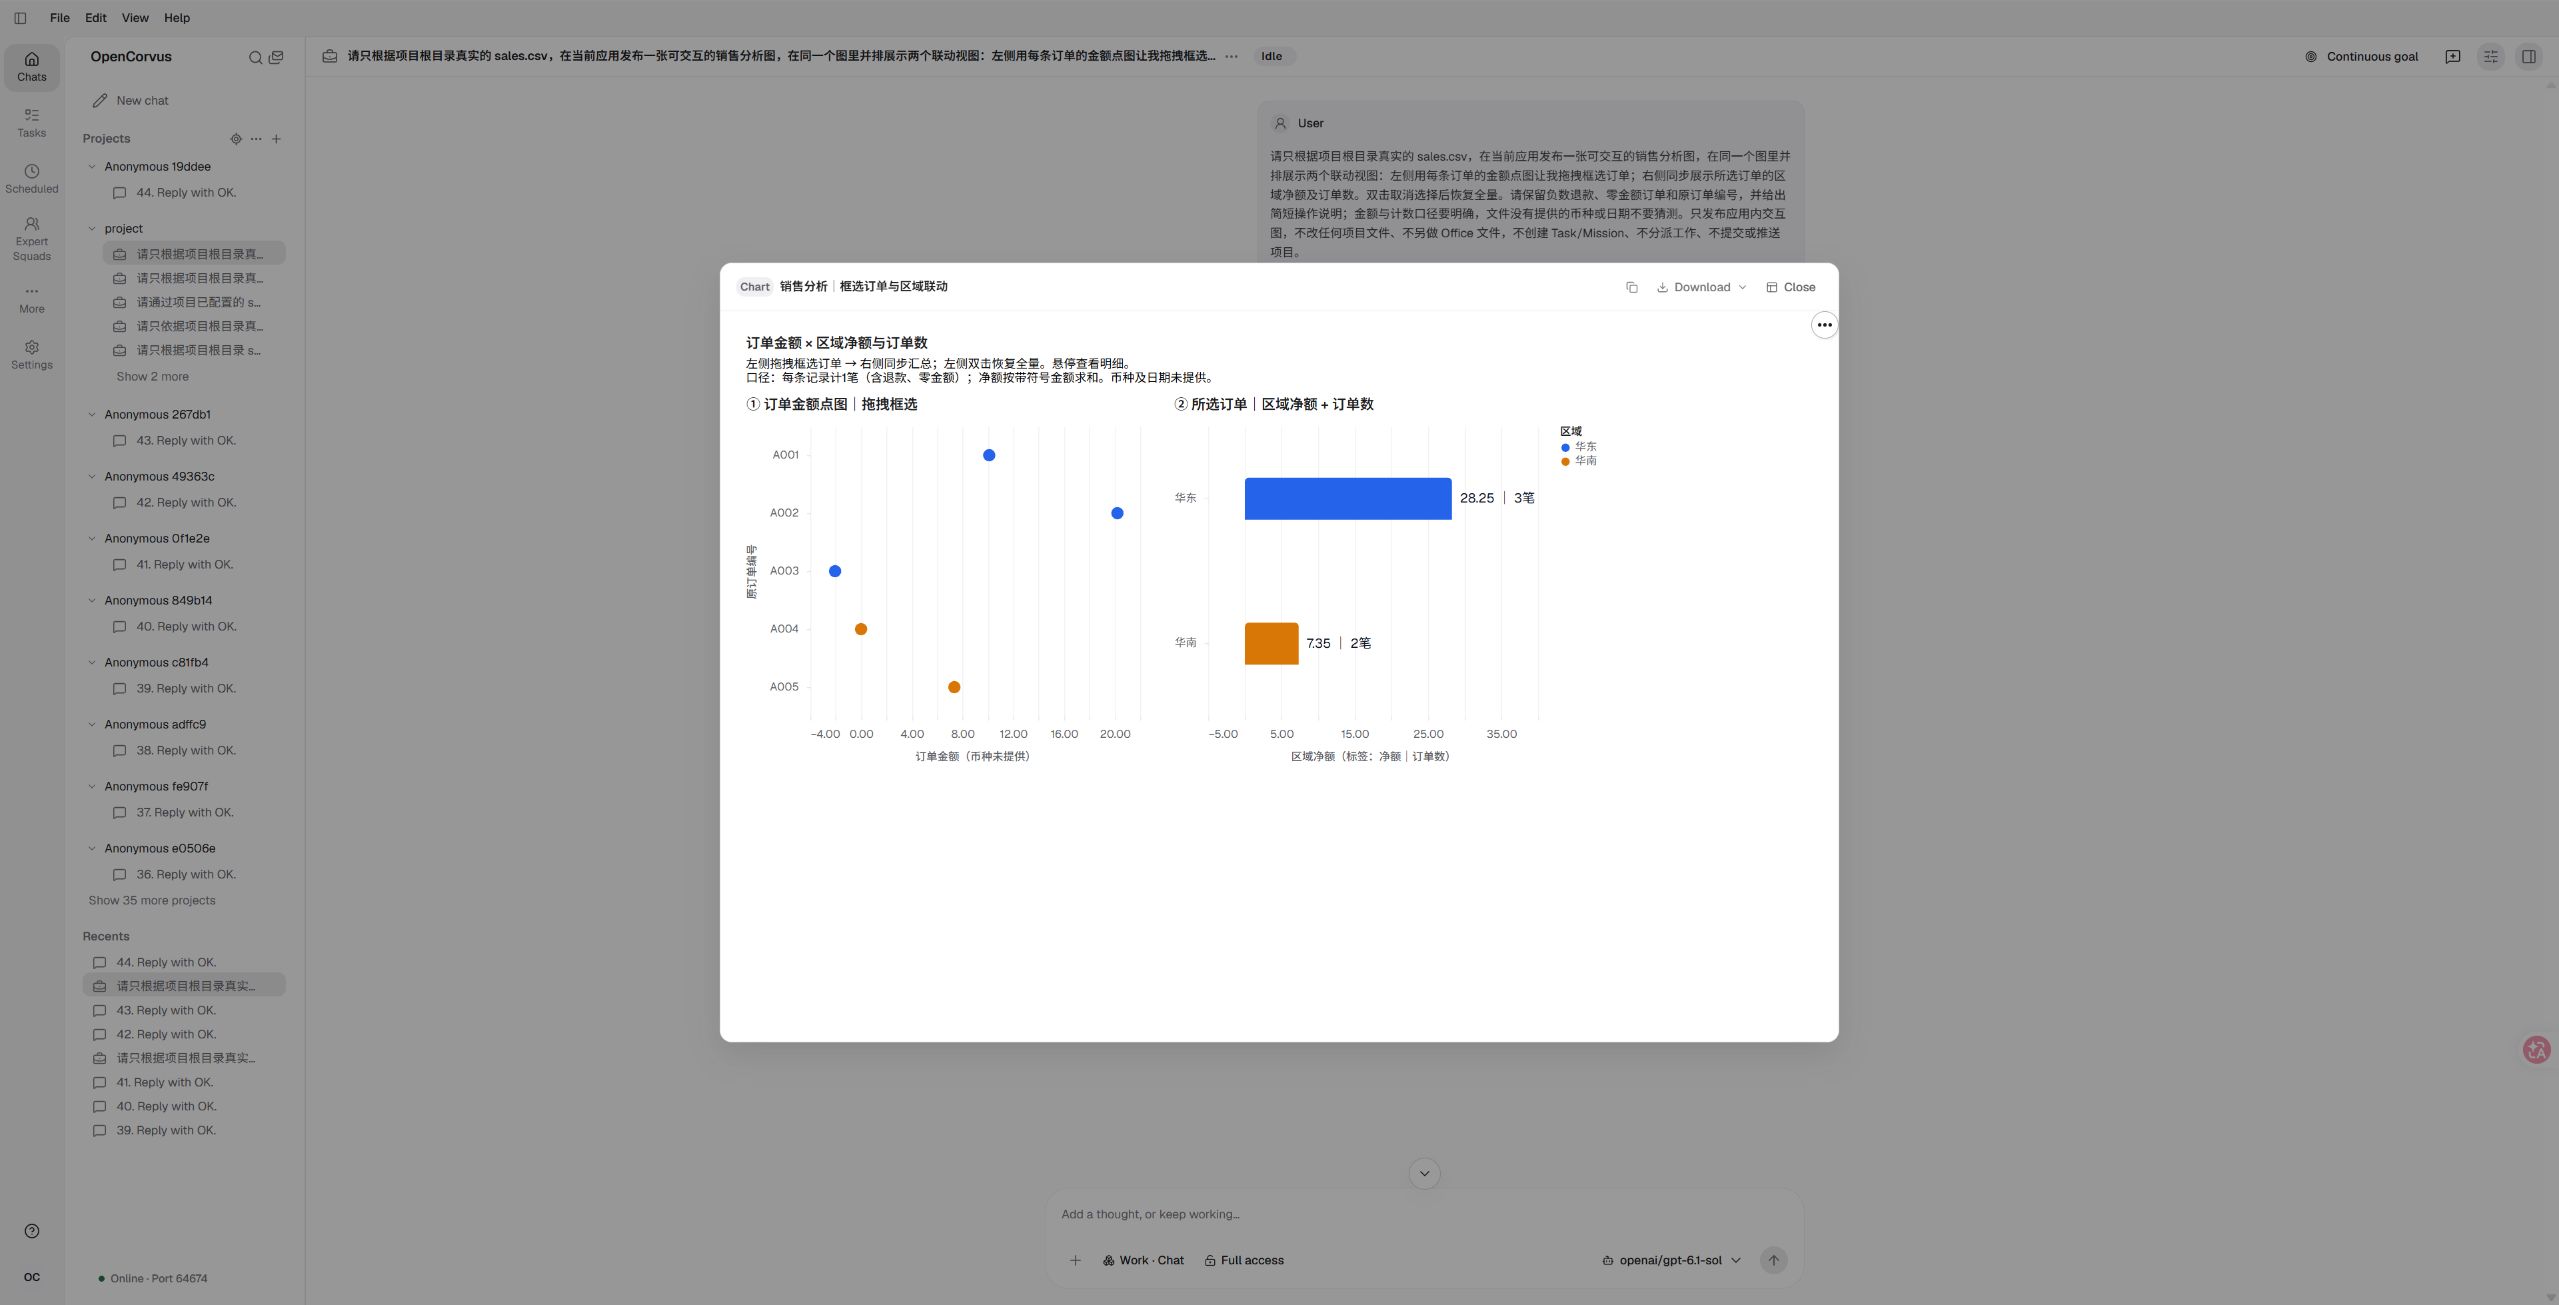 File Edit View Help
Chats
Tasks
Scheduled
Expert
Squads
More
Settings
OC
OpenCorvus
New chat
Projects
Anonymous 19ddee
44. Reply with OK.
project
请只根据项目根目录真...
请只根据项目根目录真...
请通过项目已配置的 s...
请只依据项目根目录真...
请只根据项目根目录 s...
Show 2 more
Anonymous 267db1
43. Reply with OK.
Anonymous 49363c
42. Reply with OK.
Anonymous 0f1e2e
41. Reply with OK.
Anonymous 849b14
40. Reply with OK.
Anonymous c81fb4
39. Reply with OK.
Anonymous adffc9
38. Reply with OK.
Anonymous fe907f
37. Reply with OK.
Anonymous e0506e
36. Reply with OK.
Show 35 more projects
Recents
44. Reply with OK.
请只根据项目根目录真实...
43. Reply with OK.
42. Reply with OK.
请只根据项目根目录真实...
41. Reply with OK.
40. Reply with OK.
39. Reply with OK.
Online · Port 64674
请只根据项目根目录真实的 sales.csv，在当前应用发布一张可交互的销售分析图，在同一个图里并排展示两个联动视图：左侧用每条订单的金额点图让我拖拽框选... ··· Idle
Continuous goal
User
请只根据项目根目录真实的 sales.csv，在当前应用发布一张可交互的销售分析图，在同一个图里并
排展示两个联动视图：左侧用每条订单的金额点图让我拖拽框选订单；右侧同步展示所选订单的区
域净额及订单数。双击取消选择后恢复全量。请保留负数退款、零金额订单和原订单编号，并给出
简短操作说明；金额与计数口径要明确，文件没有提供的币种或日期不要猜测。只发布应用内交互
图，不改任何项目文件、不另做 Office 文件，不创建 Task/Mission、不分派工作、不提交或推送
项目。
Chart 销售分析｜框选订单与区域联动
Download Close
订单金额 × 区域净额与订单数
左侧拖拽框选订单 → 右侧同步汇总；左侧双击恢复全量。悬停查看明细。
口径：每条记录计1笔（含退款、零金额）；净额按带符号金额求和。币种及日期未提供。
① 订单金额点图｜拖拽框选
原订单编号
A001
A002
A003
A004
A005
−4.00 0.00 4.00 8.00 12.00 16.00 20.00
订单金额（币种未提供）
② 所选订单｜区域净额 + 订单数
华东 28.25 ｜ 3笔
华南 7.35 ｜ 2笔
−5.00 5.00 15.00 25.00 35.00
区域净额（标签：净额｜订单数）
区域
华东
华南
Add a thought, or keep working...
Work · Chat Full access
openai/gpt-6.1-sol